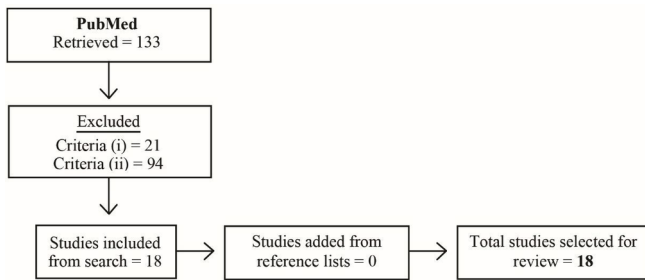 PubMed
Retrieved = 133
Excluded
Criteria (i) = 21
Criteria (ii) = 94
Studies included
from search = 18
Studies added from
reference lists = 0
Total studies selected for
review = 18